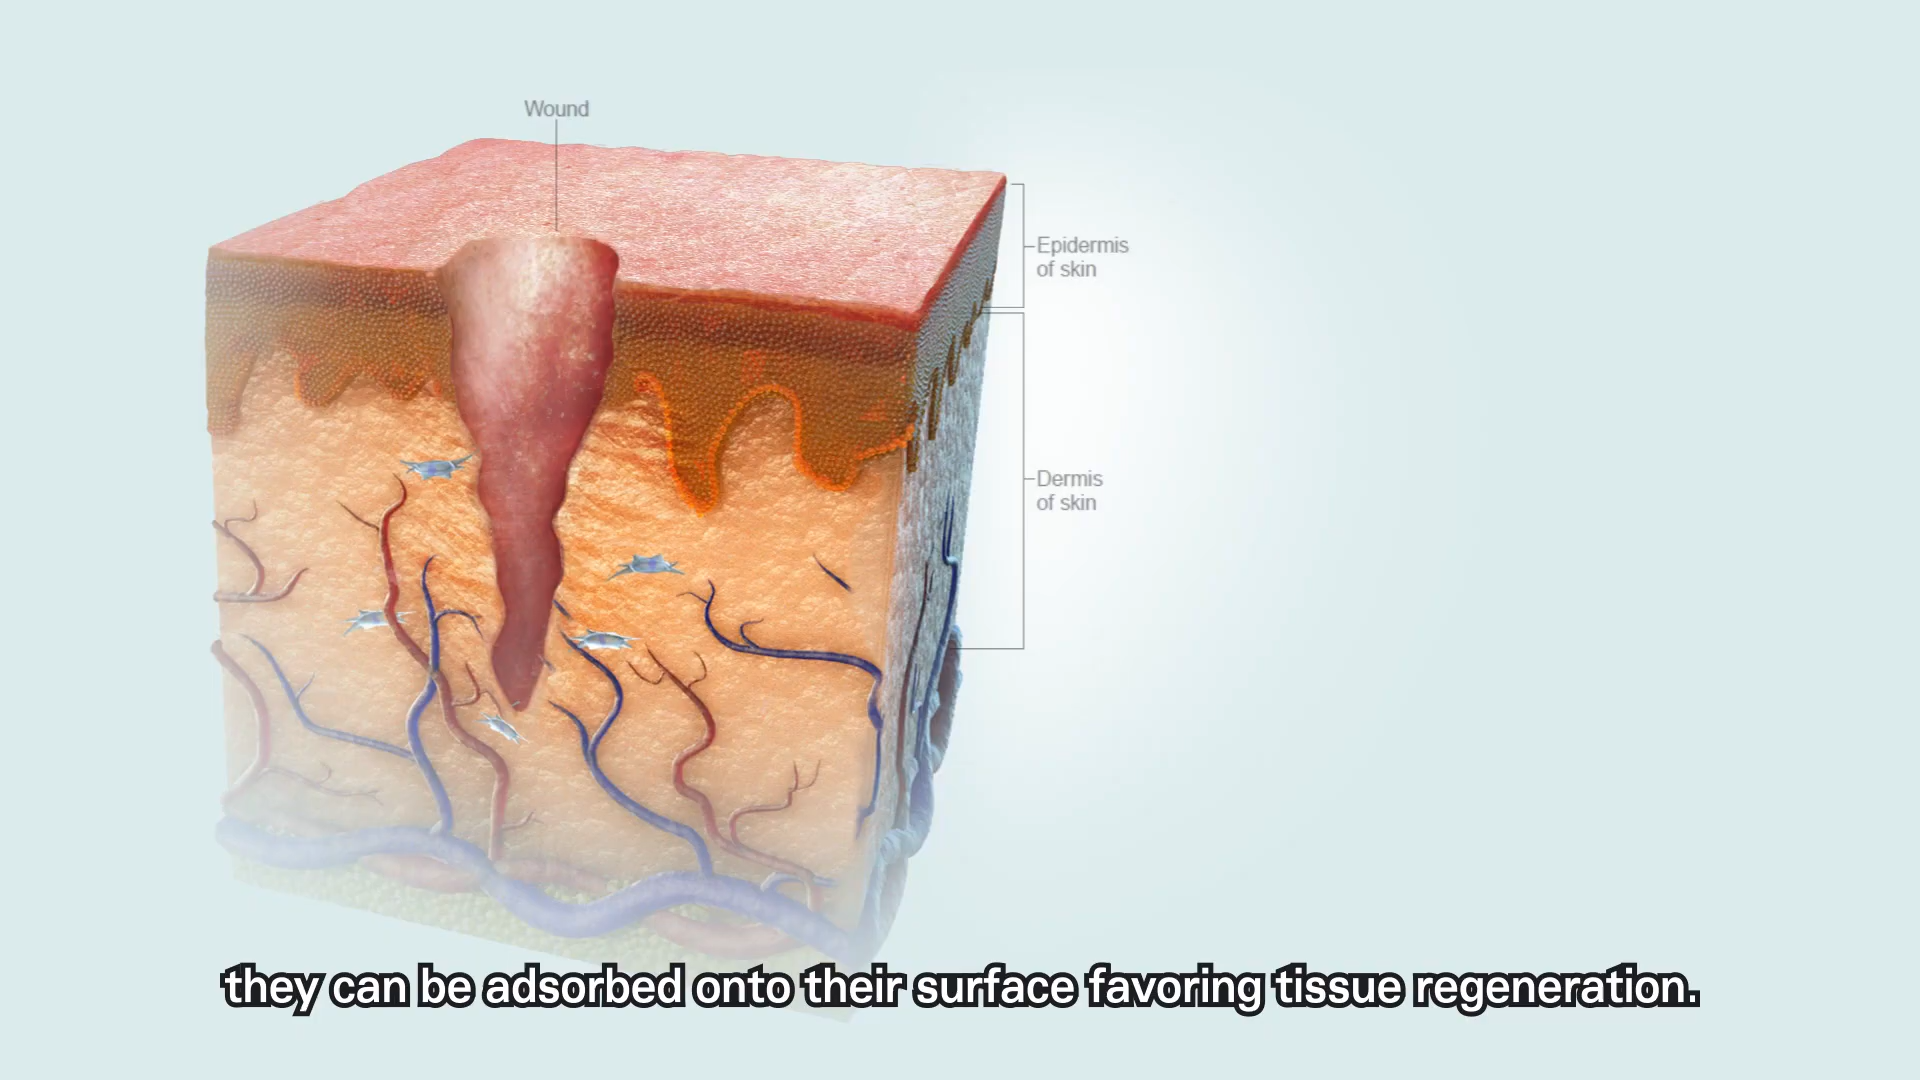 Wound
Epidermis
of skin
Dermis
of skin
they can be adsorbed onto their surface favoring tissue regeneration.